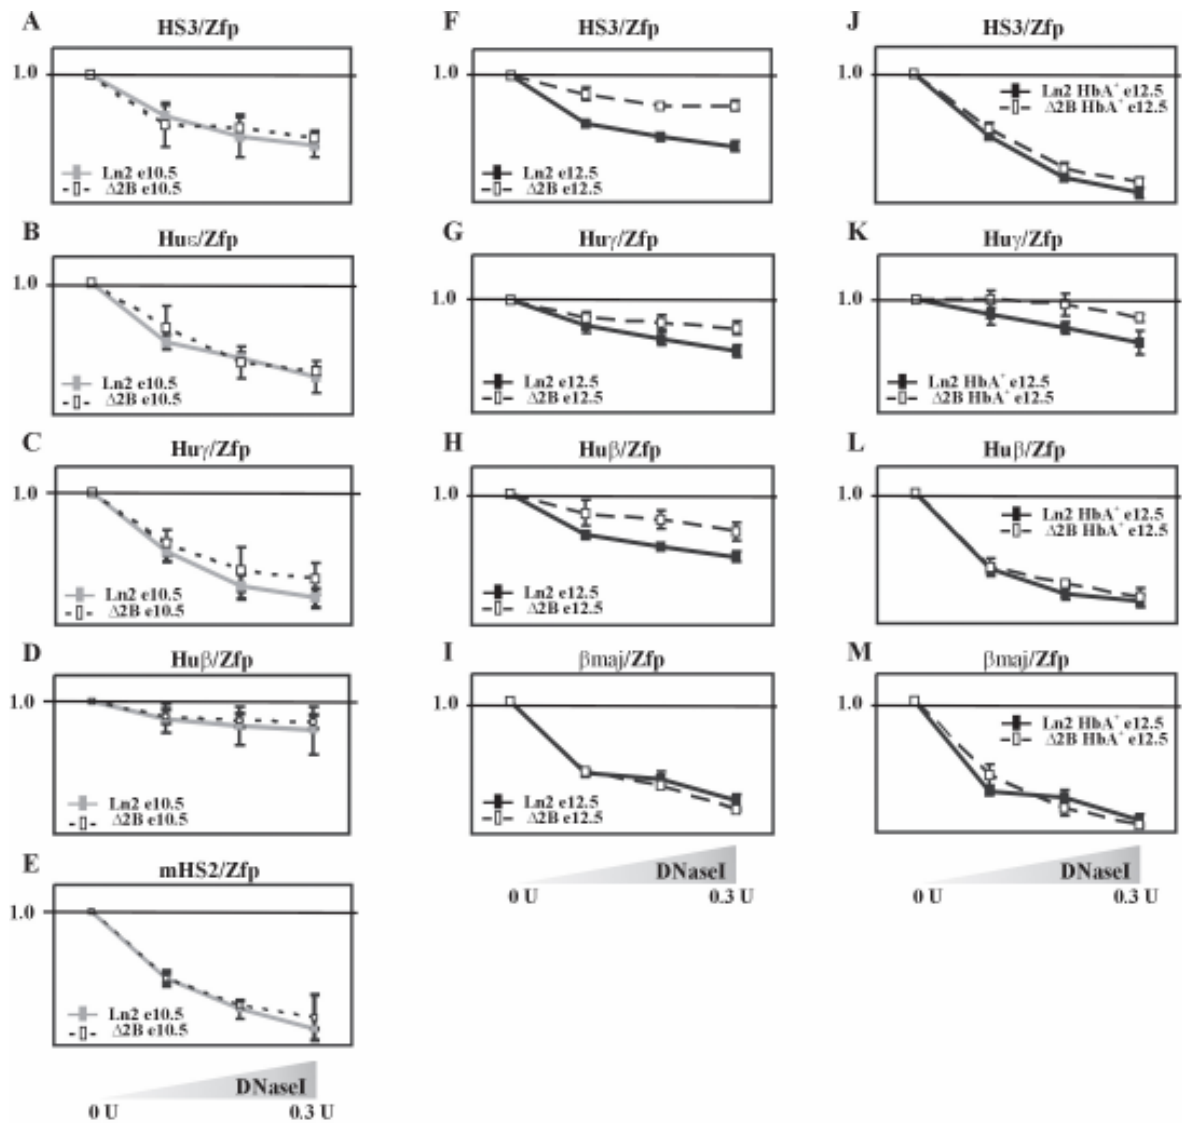 A
HS3/Zfp
1.0
Ln2 e10.5
Δ2B e10.5
B
Huε/Zfp
1.0
Ln2 e10.5
Δ2B e10.5
C
Huγ/Zfp
1.0
Ln2 e10.5
Δ2B e10.5
D
Huβ/Zfp
1.0
Ln2 e10.5
Δ2B e10.5
E
mHS2/Zfp
1.0
Ln2 e10.5
Δ2B e10.5
DNaseI
0 U
0.3 U
F
HS3/Zfp
1.0
Ln2 e12.5
Δ2B e12.5
G
Huγ/Zfp
1.0
Ln2 e12.5
Δ2B e12.5
H
Huβ/Zfp
1.0
Ln2 e12.5
Δ2B e12.5
I
βmaj/Zfp
1.0
Ln2 e12.5
Δ2B e12.5
DNaseI
0 U
0.3 U
J
HS3/Zfp
1.0
Ln2 HbA⁺ e12.5
Δ2B HbA⁺ e12.5
K
Huγ/Zfp
1.0
Ln2 HbA⁺ e12.5
Δ2B HbA⁺ e12.5
L
Huβ/Zfp
1.0
Ln2 HbA⁺ e12.5
Δ2B HbA⁺ e12.5
M
βmaj/Zfp
1.0
Ln2 HbA⁺ e12.5
Δ2B HbA⁺ e12.5
DNaseI
0 U
0.3 U